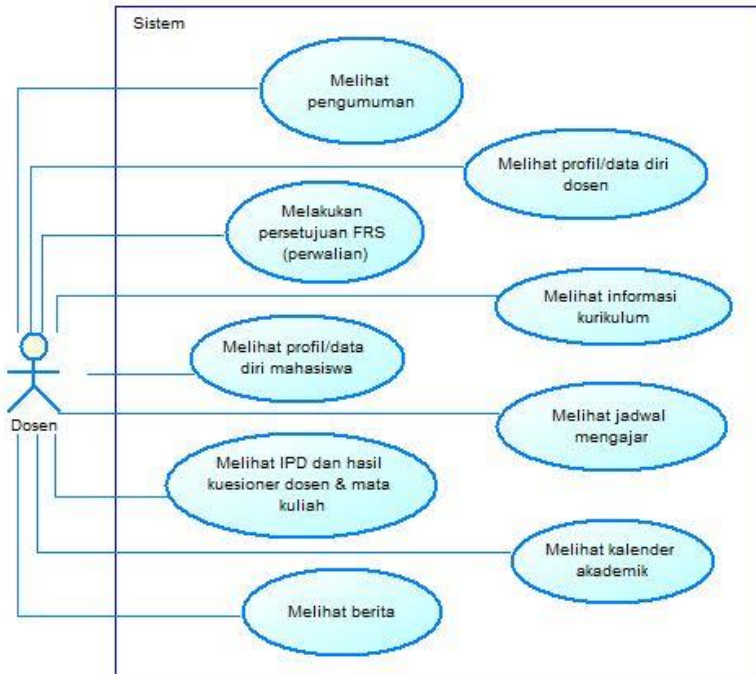 Sistem
Melihat
pengumuman
Melihat profil/data diri
dosen
Melakukan
persetujuan FRS
(perwalian)
Melihat informasi
kurikulum
Melihat profil/data
diri mahasiswa
Dosen
Melihat jadwal
mengajar
Melihat IPD dan hasil
kuesioner dosen & mata
kuliah
Melihat kalender
akademik
Melihat berita